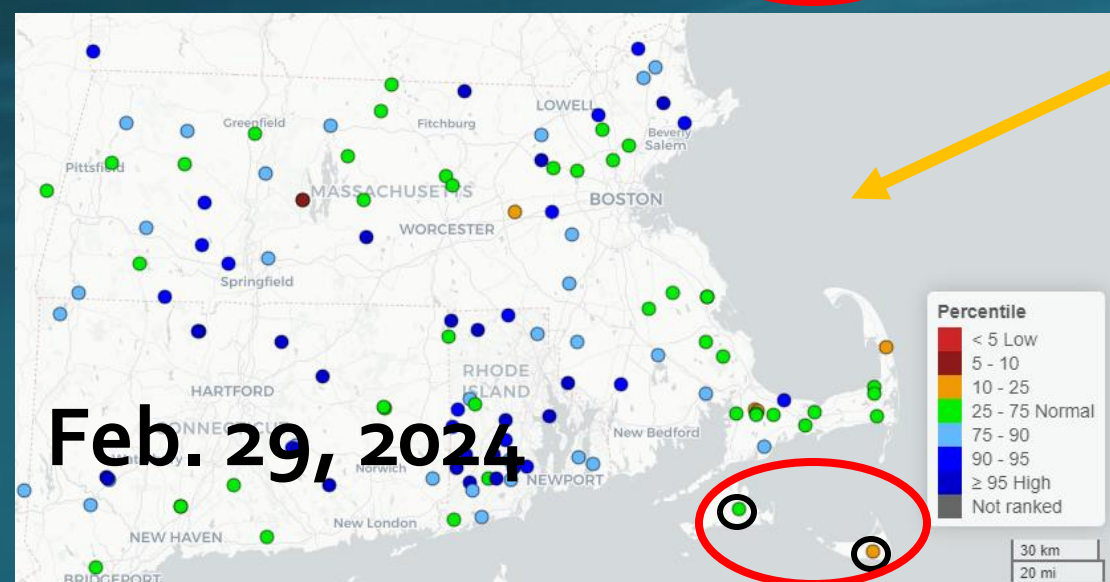 LOWELL
Greenfield
Fitchburg
Beverly
Salem
Pittsfield
MASSACHUSETTS
BOSTON
WORCESTER
Springfield
Percentile
< 5 Low
5 - 10
10 - 25
25 - 75 Normal
75 - 90
90 - 95
≥ 95 High
Not ranked
RHODE
ISLAND
HARTFORD
Feb. 29, 2024
New Bedford
Norwich
NEWPORT
New London
NEW HAVEN
BRIDGEPORT
30 km
20 mi